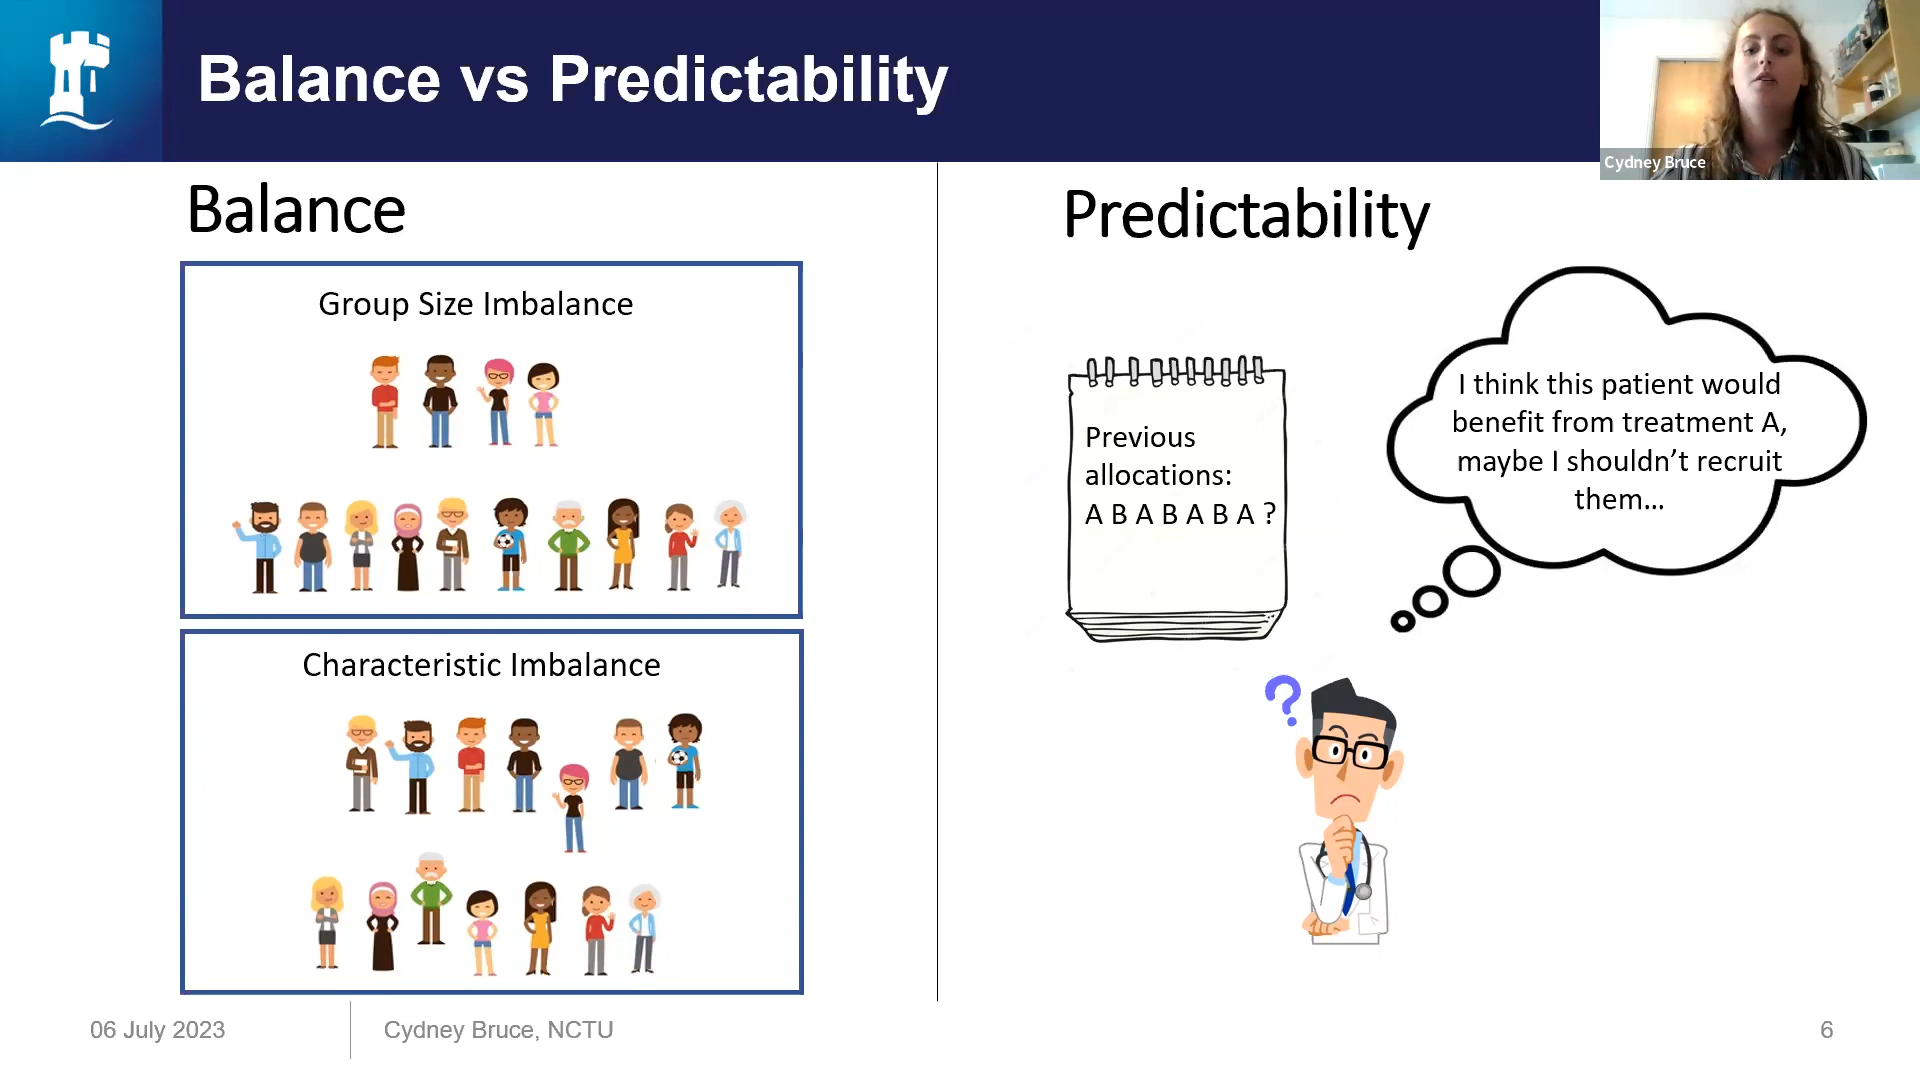 Balance vs Predictability
Cydney Bruce
Balance
Group Size Imbalance
Characteristic Imbalance
Predictability
Previous
allocations:
A B A B A B A ?
I think this patient would
benefit from treatment A,
maybe I shouldn’t recruit
them...
?
06 July 2023
Cydney Bruce, NCTU
6